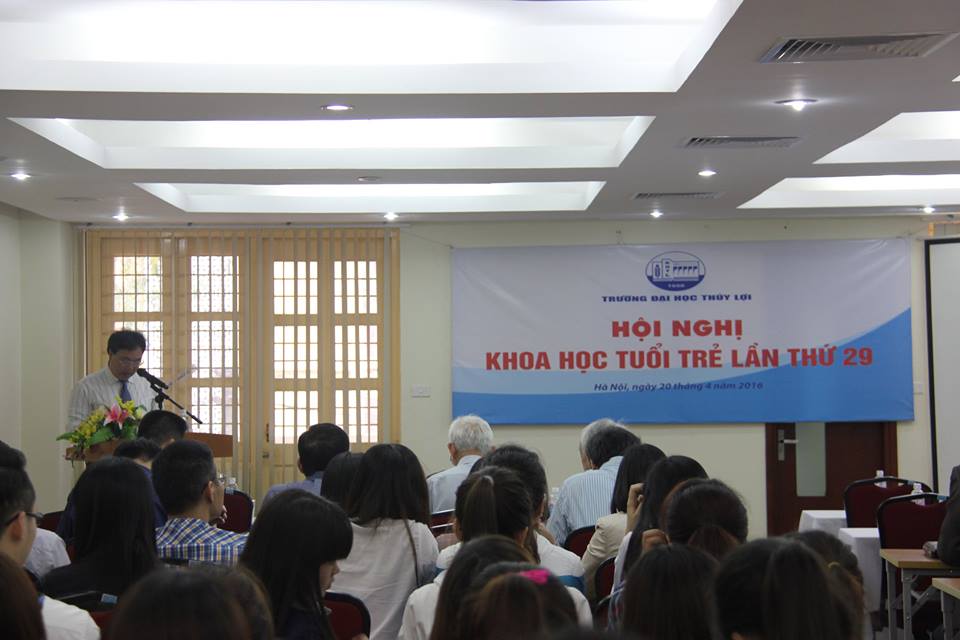 1959
TRƯỜNG ĐẠI HỌC THỦY LỢI
HỘI NGHỊ
KHOA HỌC TUỔI TRẺ LẦN THỨ 29
Hà Nội, ngày 20 tháng 4 năm 2016